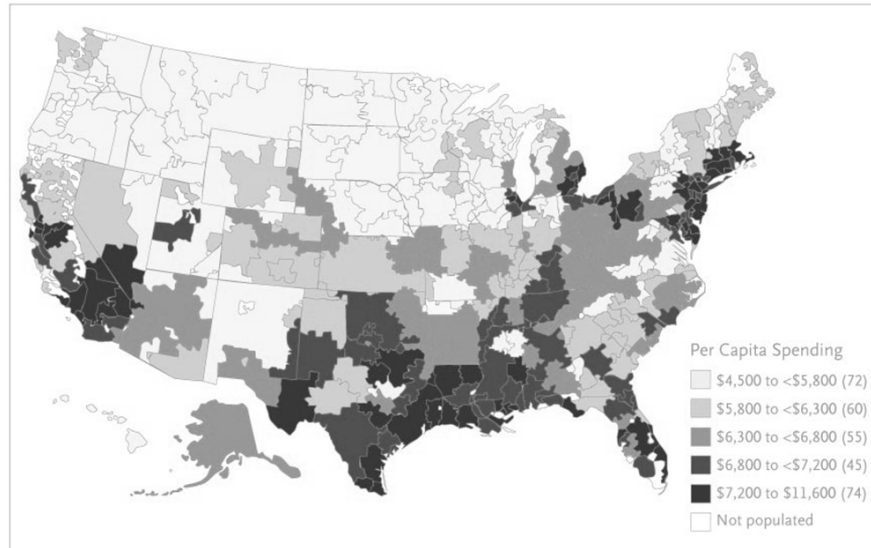 Per Capita Spending
$4,500 to <$5,800 (72)
$5,800 to <$6,300 (60)
$6,300 to <$6,800 (55)
$6,800 to <$7,200 (45)
$7,200 to $11,600 (74)
Not populated